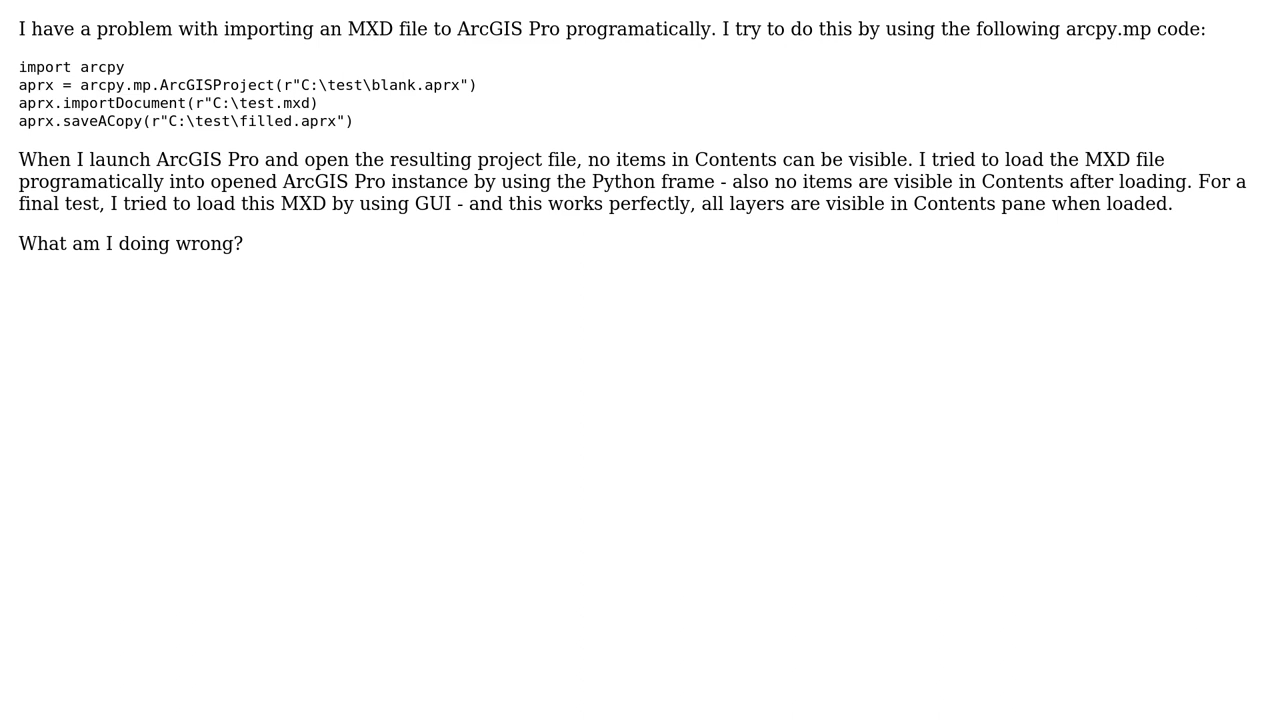 I have a problem with importing an MXD file to ArcGIS Pro programatically. I try to do this by using the following arcpy.mp code:
import arcpy
aprx = arcpy.mp.ArcGISProject(r"C:\test\blank.aprx")
aprx.importDocument(r"C:\test.mxd)
aprx.saveACopy(r"C:\test\filled.aprx")
When I launch ArcGIS Pro and open the resulting project file, no items in Contents can be visible. I tried to load the MXD file
programatically into opened ArcGIS Pro instance by using the Python frame - also no items are visible in Contents after loading. For a
final test, I tried to load this MXD by using GUI - and this works perfectly, all layers are visible in Contents pane when loaded.
What am I doing wrong?